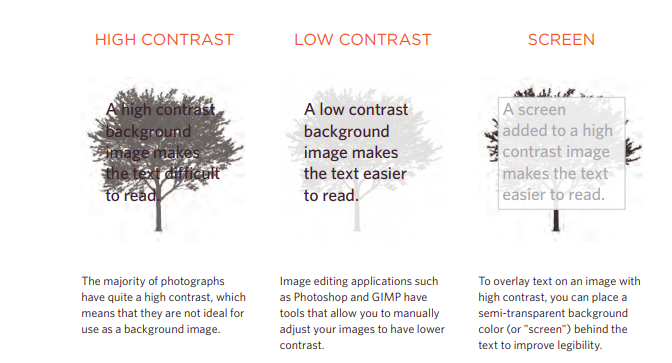 HIGH CONTRAST
A high contrast
background
image makes
the text difficult
to read.
The majority of photographs
have quite a high contrast, which
means that they are not ideal for
use as a background image.
LOW CONTRAST
A low contrast
background
image makes
the text easier
to read.
Image editing applications such
as Photoshop and GIMP have
tools that allow you to manually
adjust your images to have lower
contrast.
SCREEN
A screen
added to a high
contrast image
makes the text
easier to read.
To overlay text on an image with
high contrast, you can place a
semi-transparent background
color (or "screen") behind the
text to improve legibility.